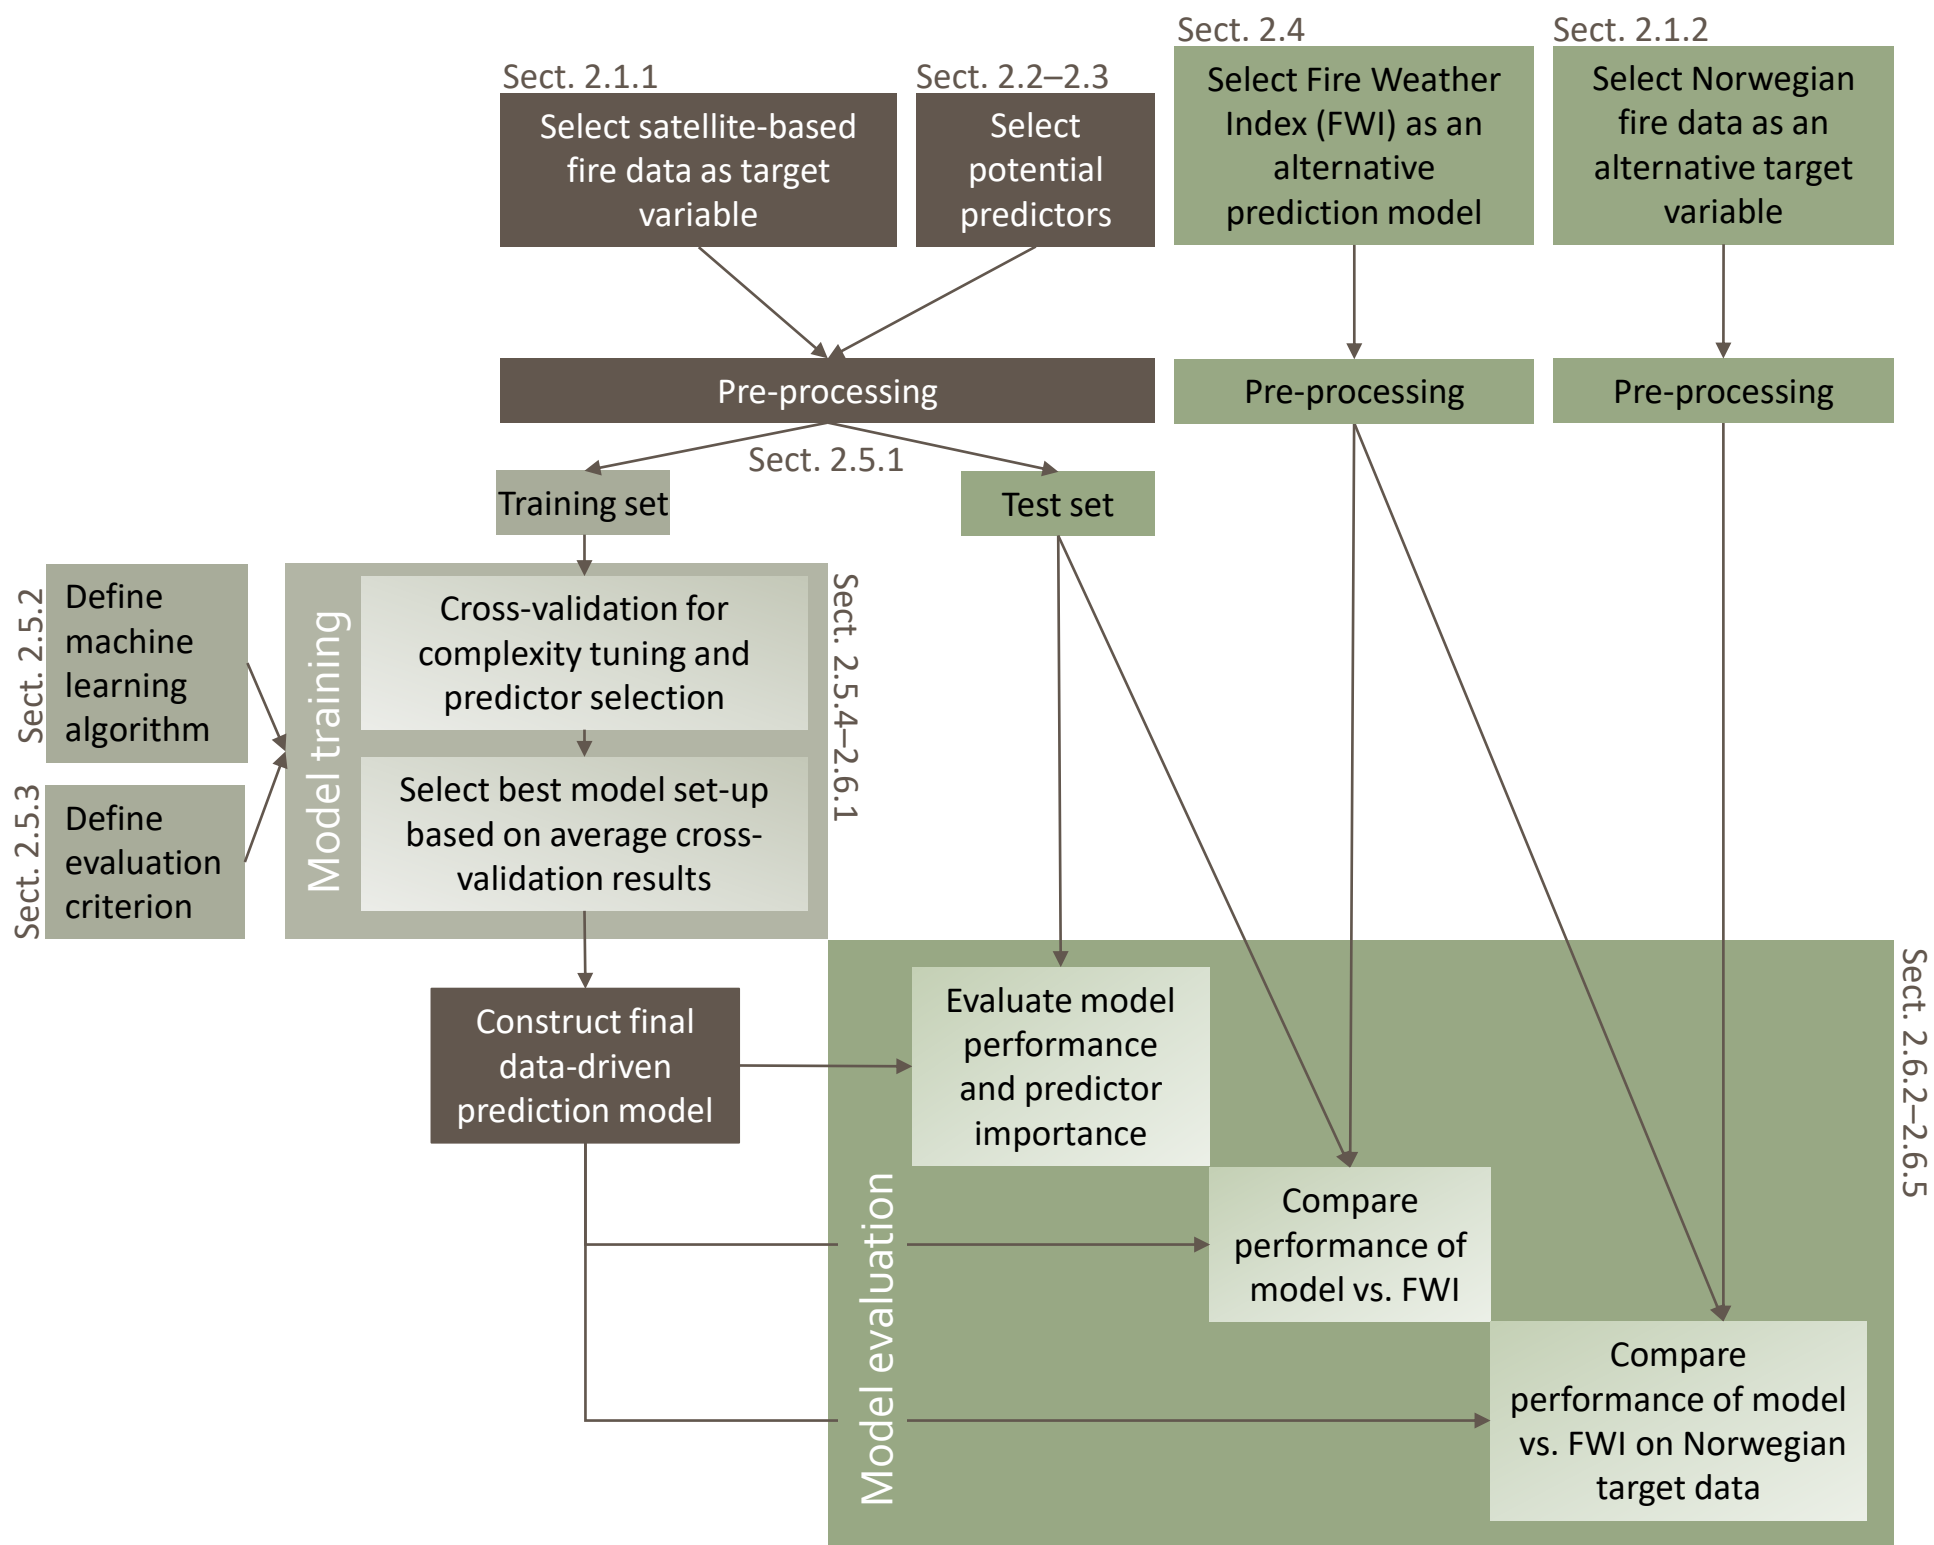 Sect. 2.4
Sect. 2.1.2
Sect. 2.1.1
Sect. 2.2–2.3
Select satellite-based
fire data as target
variable
Select
potential
predictors
Select Fire Weather
Index (FWI) as an
alternative
prediction model
Select Norwegian
fire data as an
alternative target
variable
Pre-processing
Pre-processing
Pre-processing
Sect. 2.5.1
Training set
Test set
Sect. 2.5.2
Define
machine
learning
algorithm
Sect. 2.5.3
Define
evaluation
criterion
Model training
Cross-validation for
complexity tuning and
predictor selection
Select best model set-up
based on average cross-
validation results
Sect. 2.5.4–2.6.1
Construct final
data-driven
prediction model
Model evaluation
Evaluate model
performance
and predictor
importance
Compare
performance of
model vs. FWI
Compare
performance of model
vs. FWI on Norwegian
target data
Sect. 2.6.2–2.6.5